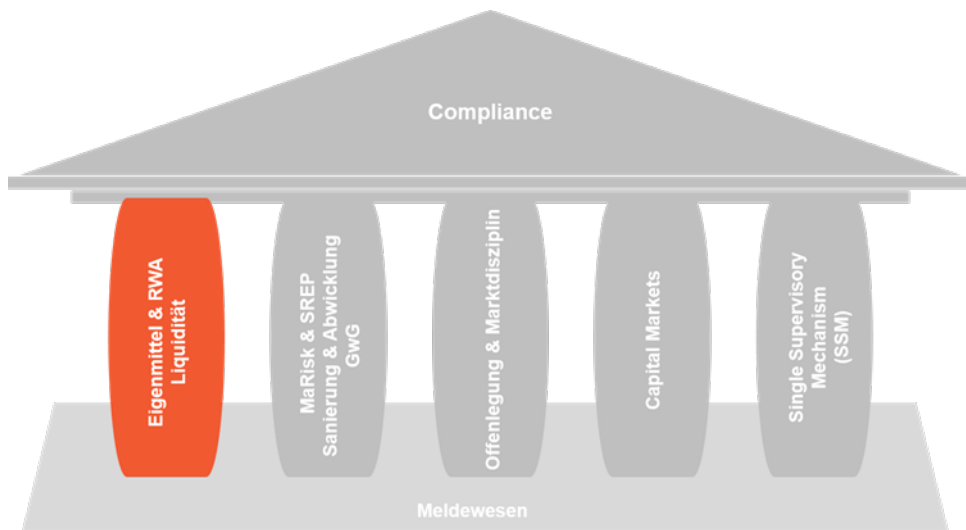 Compliance
Eigenmittel & RWA
Liquidität
MaRisk & SREP
Sanierung & Abwicklung
GwG
Offenlegung & Marktdisziplin
Capital Markets
Single Supervisory
Mechanism
(SSM)
Meldewesen